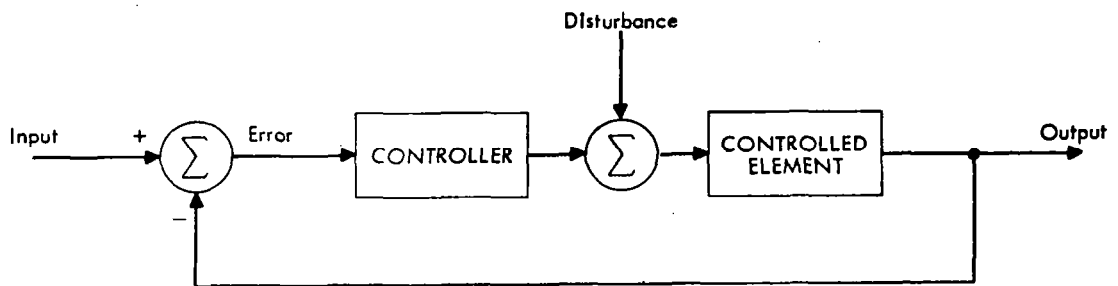 Disturbance
Input
+
Σ
Error
CONTROLLER
Σ
CONTROLLED
ELEMENT
Output
−